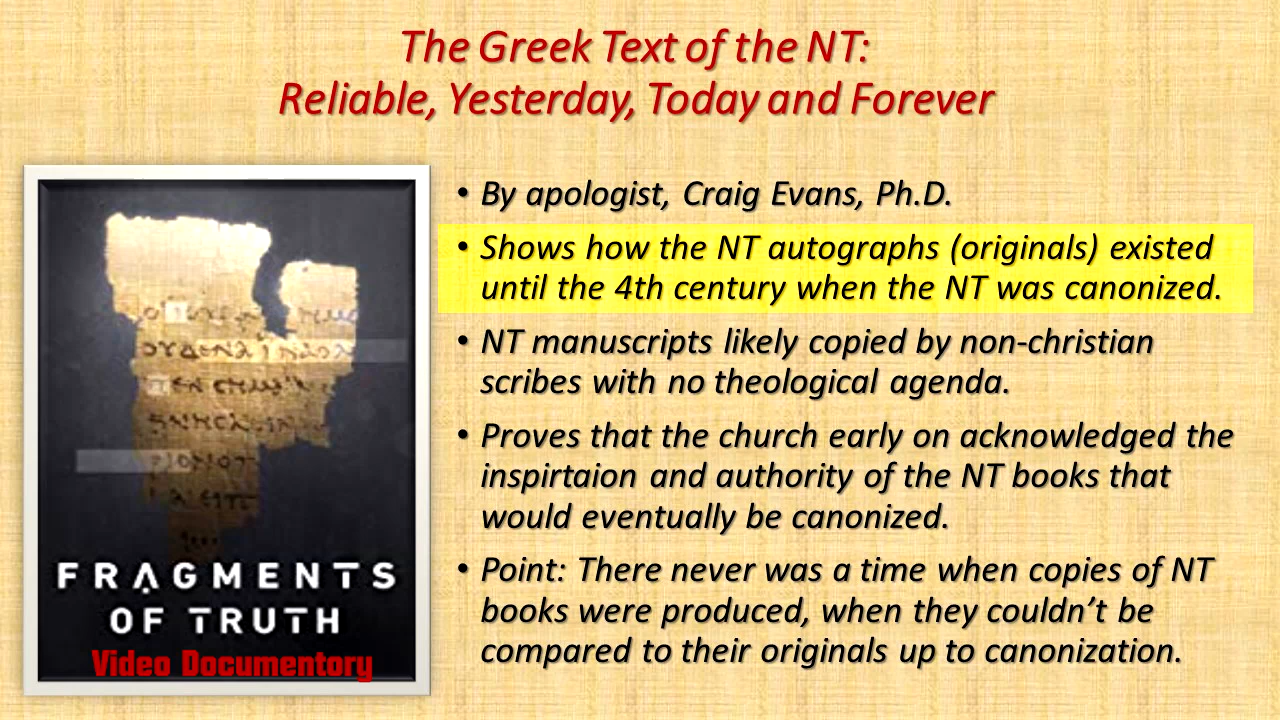 The Greek Text of the NT:
Reliable, Yesterday, Today and Forever
• By apologist, Craig Evans, Ph.D.
• Shows how the NT autographs (originals) existed
until the 4th century when the NT was canonized.
• NT manuscripts likely copied by non-christian
scribes with no theological agenda.
• Proves that the church early on acknowledged the
inspirtaion and authority of the NT books that
would eventually be canonized.
• Point: There never was a time when copies of NT
books were produced, when they couldn't be
compared to their originals up to canonization.
FRAGMENTS
OF TRUTH
Video Documentory